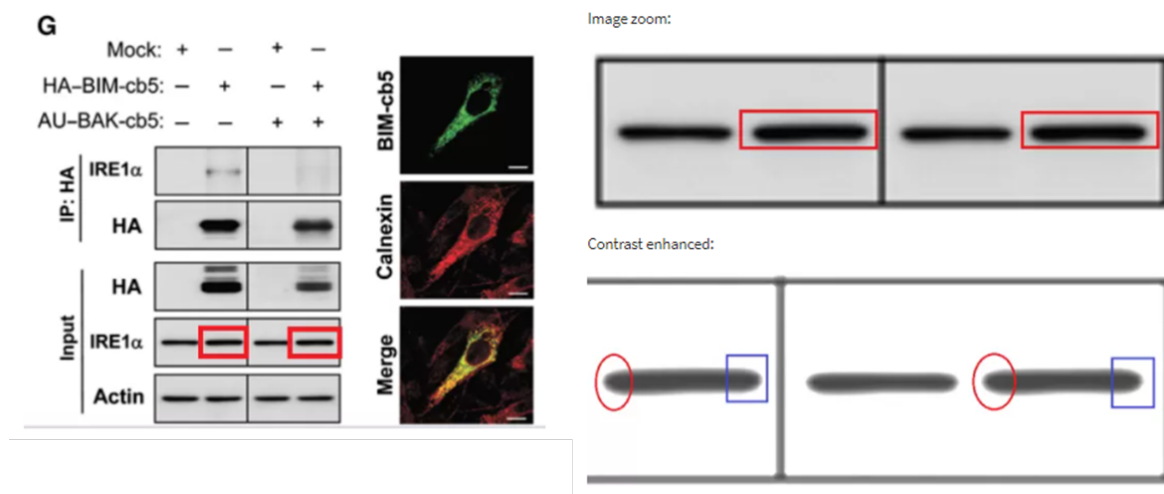 G
Mock: + – + –
HA–BIM-cb5: – + – +
AU–BAK-cb5: – – + +
IP: HA
IRE1α
HA
Input
HA
IRE1α
Actin
BIM-cb5
Calnexin
Merge
Image zoom:
Contrast enhanced: